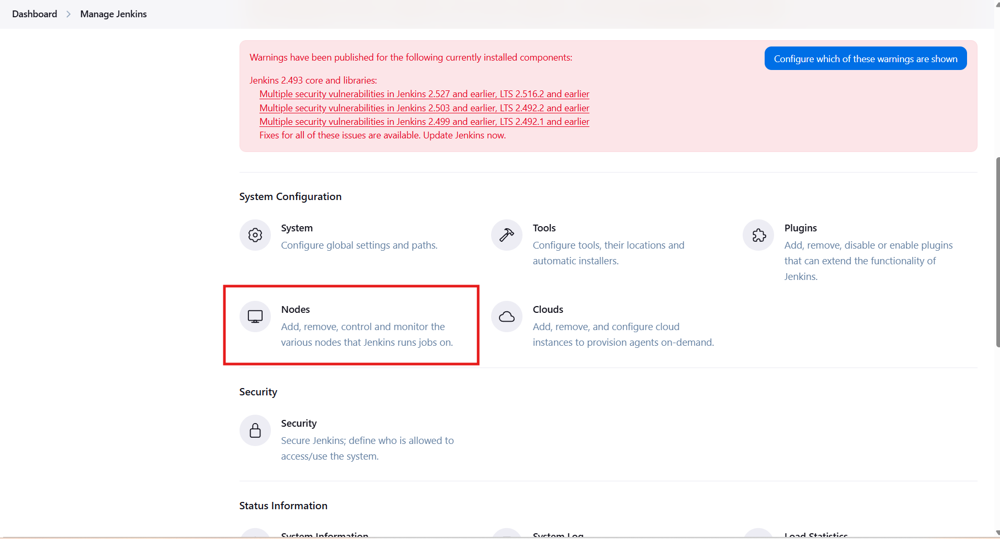 Dashboard > Manage Jenkins
Warnings have been published for the following currently installed components:
Configure which of these warnings are shown
Jenkins 2.493 core and libraries:
Multiple security vulnerabilities in Jenkins 2.527 and earlier, LTS 2.516.2 and earlier
Multiple security vulnerabilities in Jenkins 2.503 and earlier, LTS 2.492.2 and earlier
Multiple security vulnerabilities in Jenkins 2.499 and earlier, LTS 2.492.1 and earlier
Fixes for all of these issues are available. Update Jenkins now.
System Configuration
System
Configure global settings and paths.
Tools
Configure tools, their locations and
automatic installers.
Plugins
Add, remove, disable or enable plugins
that can extend the functionality of
Jenkins.
Nodes
Add, remove, control and monitor the
various nodes that Jenkins runs jobs on.
Clouds
Add, remove, and configure cloud
instances to provision agents on-demand.
Security
Security
Secure Jenkins; define who is allowed to
access/use the system.
Status Information
System Information
System Log
Load Statistics